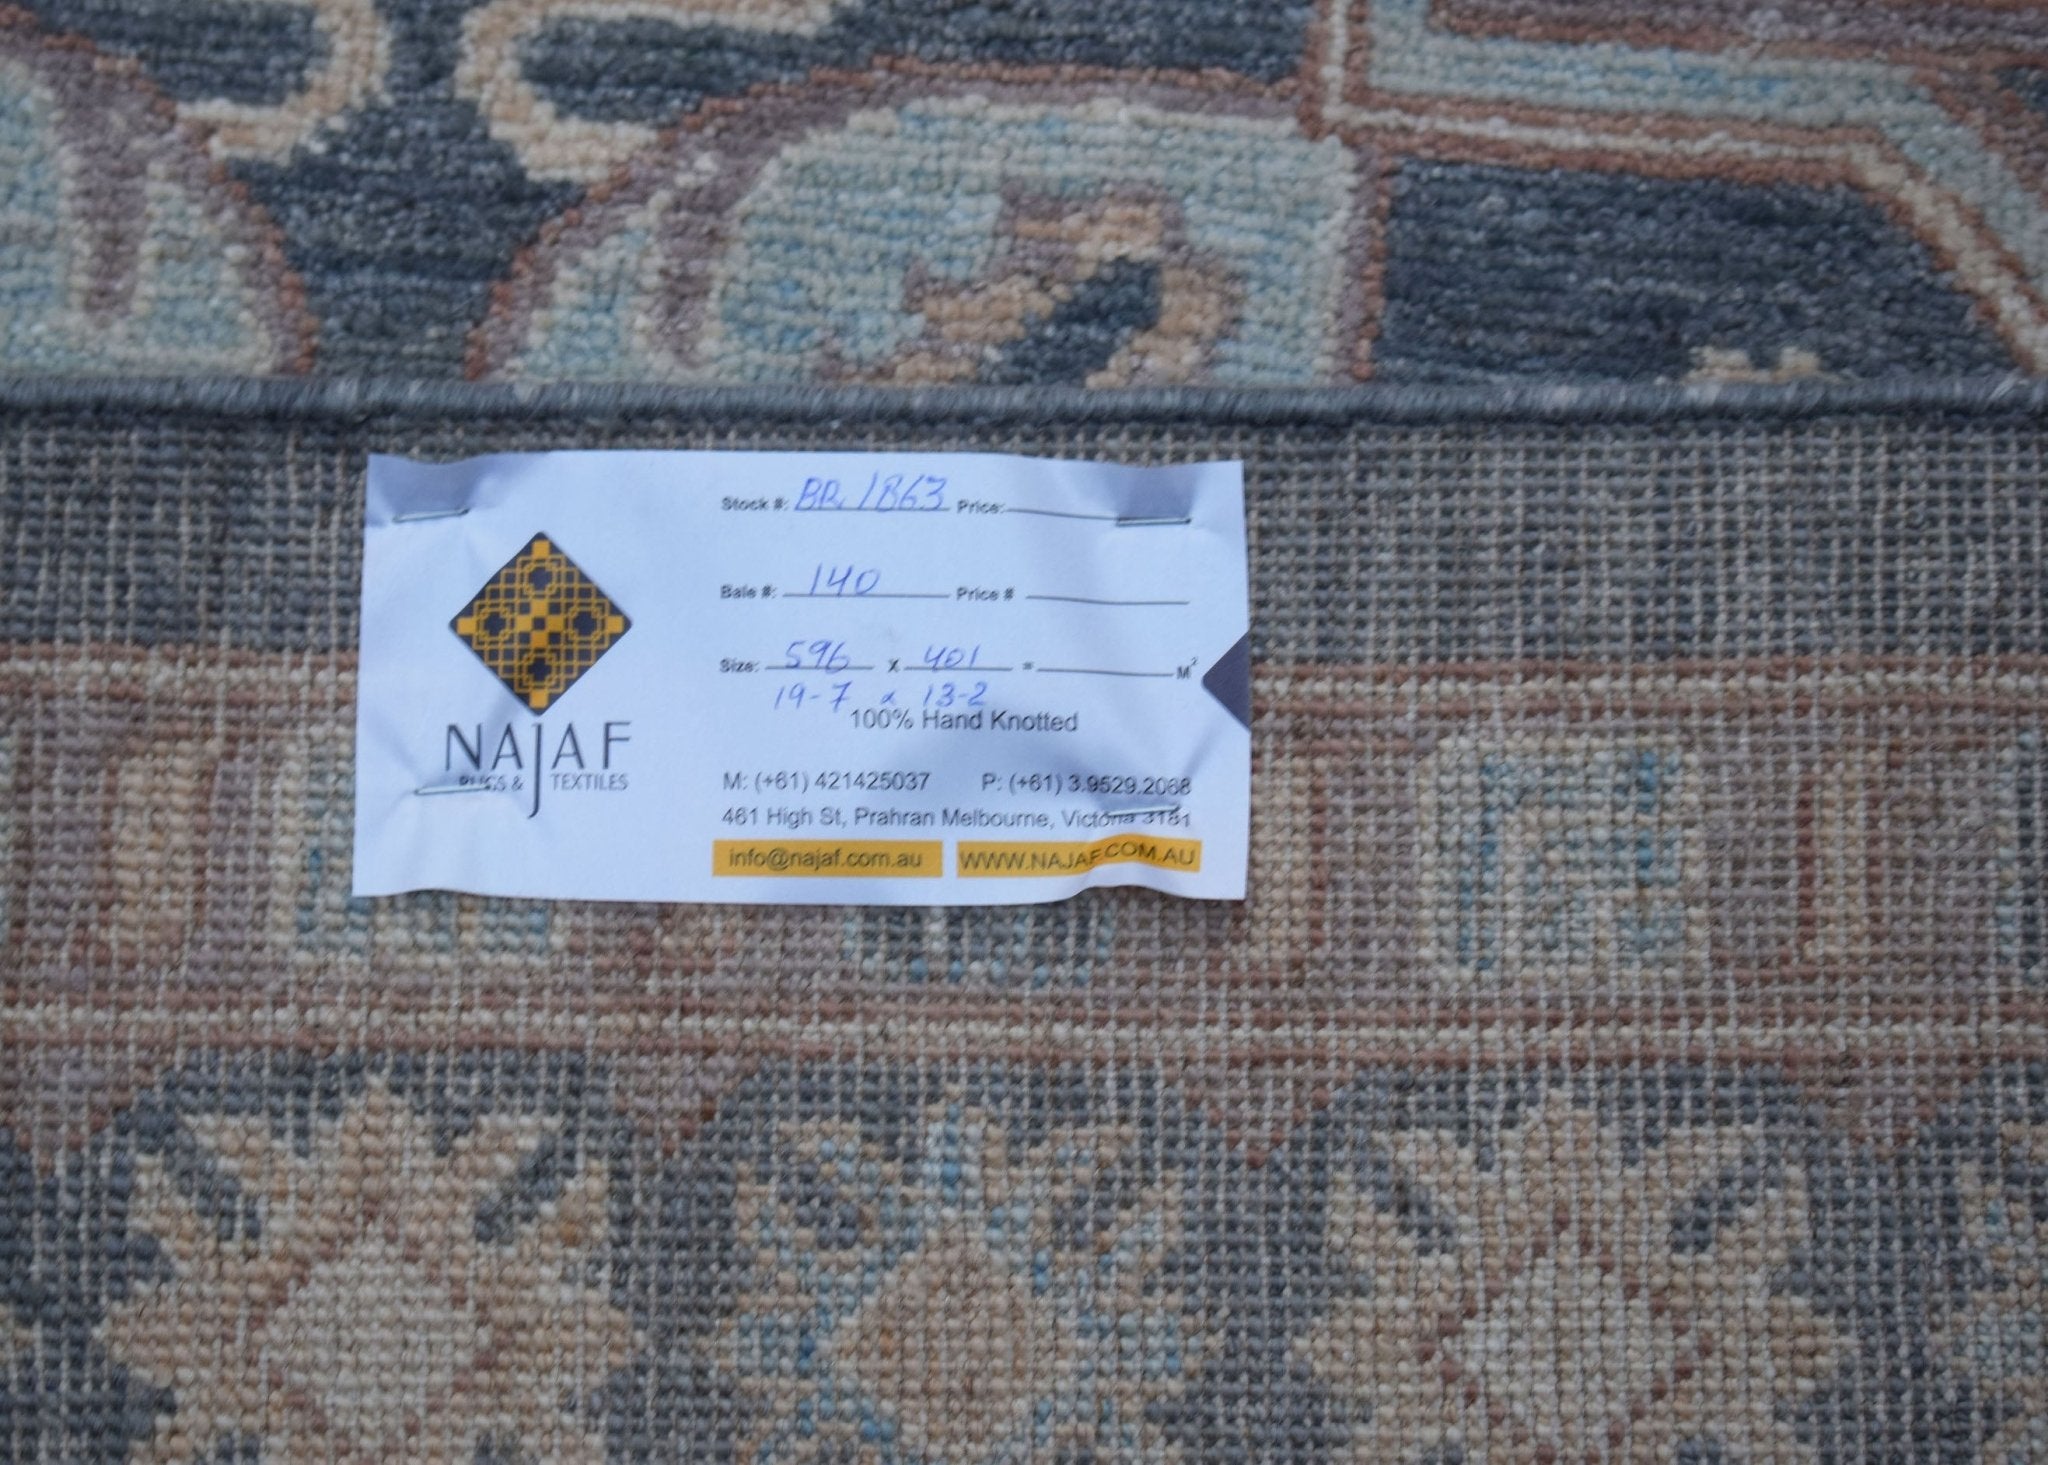 Stock #: BR 1863 Price:
Bale #: 140 Price #
Size: 596 x 401 = M²
19-7 x 13-2
100% Hand Knotted
NAJAF
RUGS & TEXTILES
M: (+61) 421425037 P: (+61) 3.9529.2068
461 High St, Prahran Melbourne, Victoria 3181
info@najaf.com.au WWW.NAJAF.COM.AU